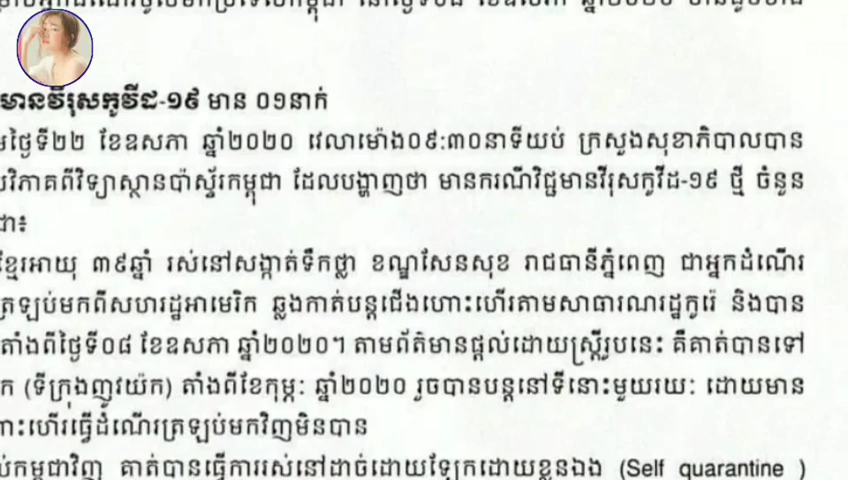 មានវីរុសកូវីដ-១៩ មាន ០១នាក់
ថ្ងៃទី២២ ខែឧសភា ឆ្នាំ២០២០ វេលាម៉ោង០៩:៣០នាទីយប់ ក្រសួងសុខាភិបាលបាន
វិភាគពីវិទ្យាស្ថានប៉ាស្ទ័រកម្ពុជា ដែលបង្ហាញថា មានករណីវិជ្ជមានវីរុសកូវីដ-១៩ ថ្មី ចំនួន
ជា៖
ខ្មែរអាយុ ៣៩ឆ្នាំ រស់នៅសង្កាត់ទឹកថ្លា ខណ្ឌសែនសុខ រាជធានីភ្នំពេញ ជាអ្នកដំណើរ
ត្រឡប់មកពីសហរដ្ឋអាមេរិក ឆ្លងកាត់បន្តជើងហោះហើរតាមសាធារណរដ្ឋកូរ៉េ និងបាន
តាំងពីថ្ងៃទី០៨ ខែឧសភា ឆ្នាំ២០២០។ តាមព័ត៌មានផ្តល់ដោយស្ត្រីរូបនេះ គឺគាត់បានទៅ
ក (ទីក្រុងញូវយ៉ក) តាំងពីខែកុម្ភៈ ឆ្នាំ២០២០ រួចបានបន្តនៅទីនោះមួយរយៈ ដោយមាន
ហោះហើរធ្វើដំណើរត្រឡប់មកវិញមិនបាន
កម្ពុជាវិញ គាត់បានធ្វើការរស់នៅដាច់ដោយឡែកដោយខ្លួនឯង (Self quarantine )